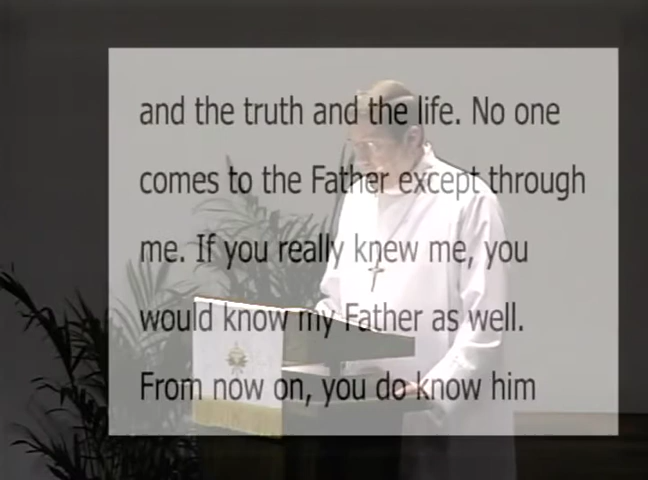 and the truth and the life. No one
comes to the Father except through
me. If you really knew me, you
would know my Father as well.
From now on, you do know him